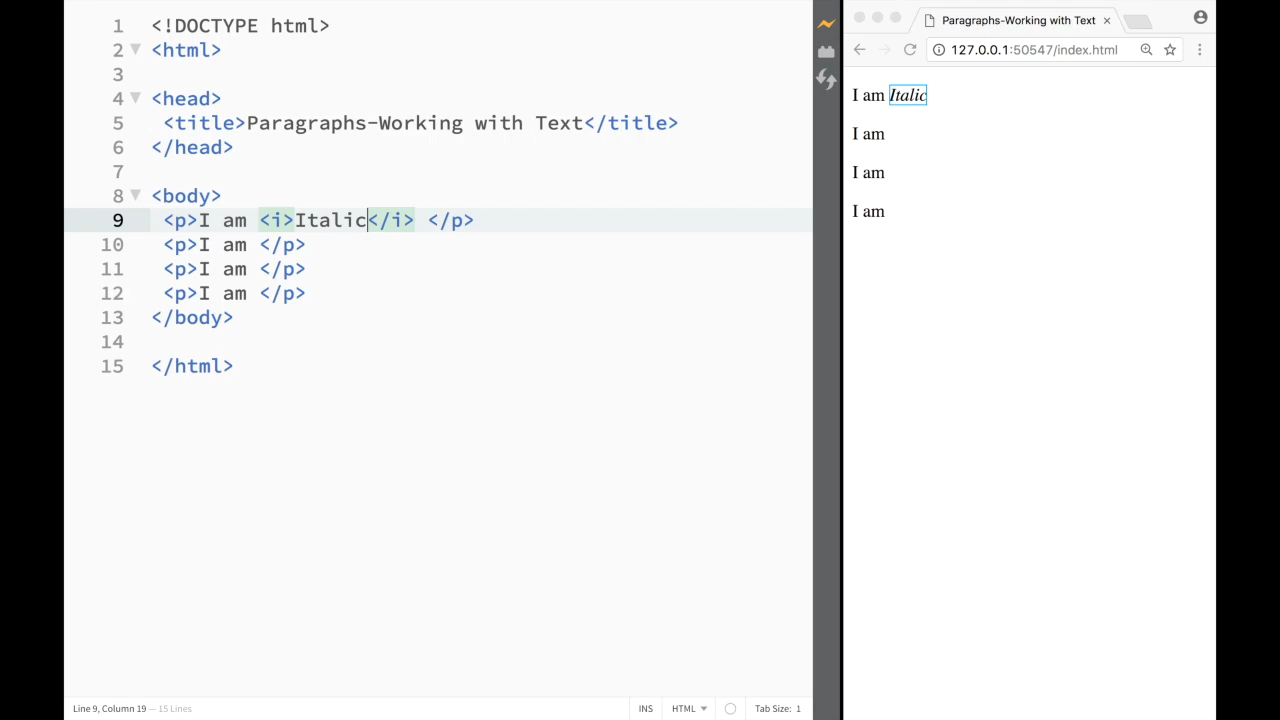 1 <!DOCTYPE html>
2 <html>
3
4 <head>
5 <title>Paragraphs-Working with Text</title>
6 </head>
7
8 <body>
9 <p>I am <i>Italic</i> </p>
10 <p>I am </p>
11 <p>I am </p>
12 <p>I am </p>
13 </body>
14
15 </html>
Line 9, Column 19 — 15 Lines
INS HTML Tab Size: 1
Paragraphs-Working with Text
127.0.0.1:50547/index.html
I am Italic
I am
I am
I am